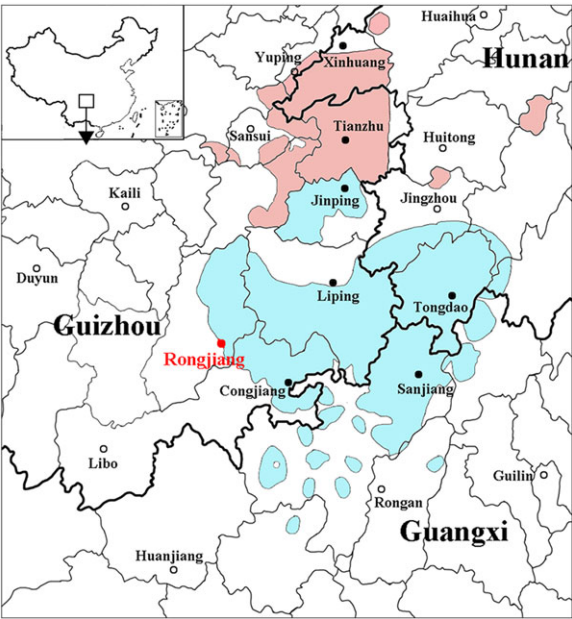 Huaihua
Hunan
Yuping
Xinhuang
Sansui
Tianzhu
Huitong
Kaili
Jinping
Jingzhou
Duyun
Liping
Tongdao
Guizhou
Rongjiang
Congjiang
Sanjiang
Libo
Guilin
Rongan
Guangxi
Huanjiang